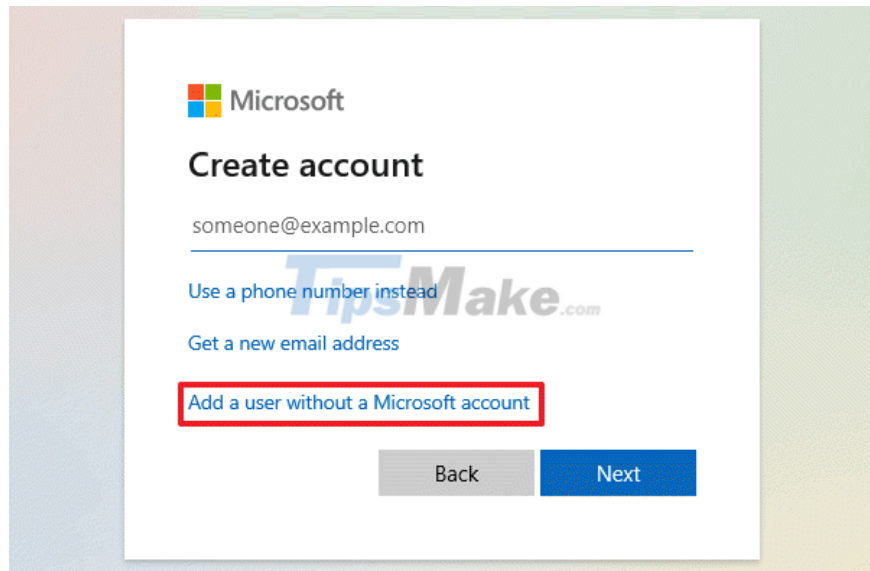 Microsoft
Create account
someone@example.com
Use a phone number instead
TipsMake.com
Get a new email address
Add a user without a Microsoft account
Back Next